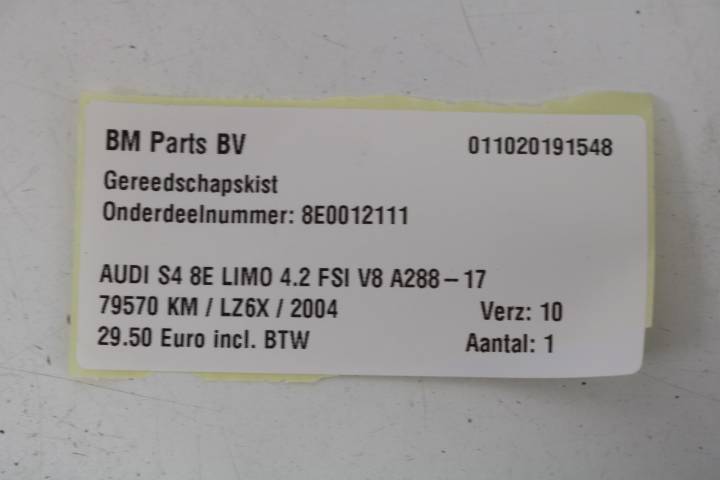 BM Parts BV 011020191548
Gereedschapskist
Onderdeelnummer: 8E0012111
AUDI S4 8E LIMO 4.2 FSI V8 A288-17
79570 KM / LZ6X / 2004 Verz: 10
29.50 Euro incl. BTW Aantal: 1